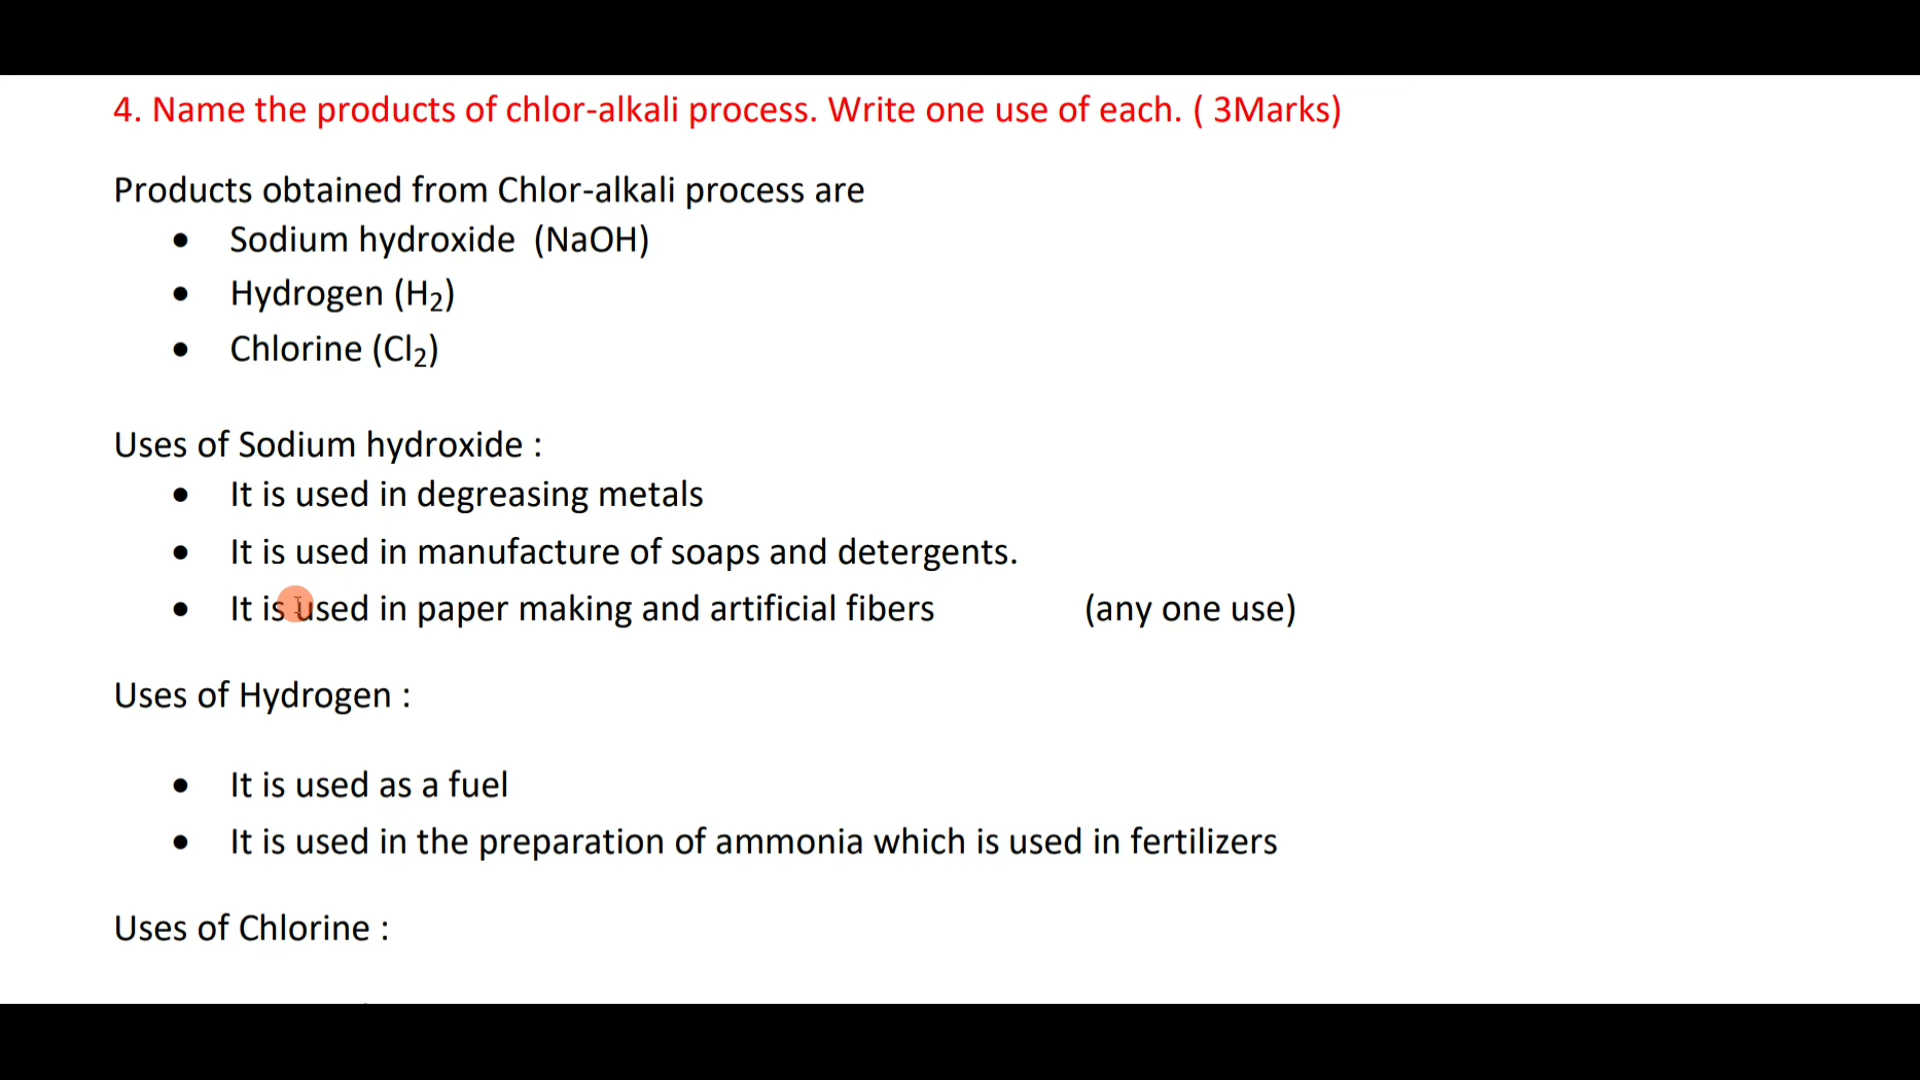 4. Name the products of chlor-alkali process. Write one use of each. ( 3Marks)
Products obtained from Chlor-alkali process are
• Sodium hydroxide (NaOH)
• Hydrogen (H₂)
• Chlorine (Cl₂)
Uses of Sodium hydroxide :
• It is used in degreasing metals
• It is used in manufacture of soaps and detergents.
• It is used in paper making and artificial fibers (any one use)
Uses of Hydrogen :
• It is used as a fuel
• It is used in the preparation of ammonia which is used in fertilizers
Uses of Chlorine :